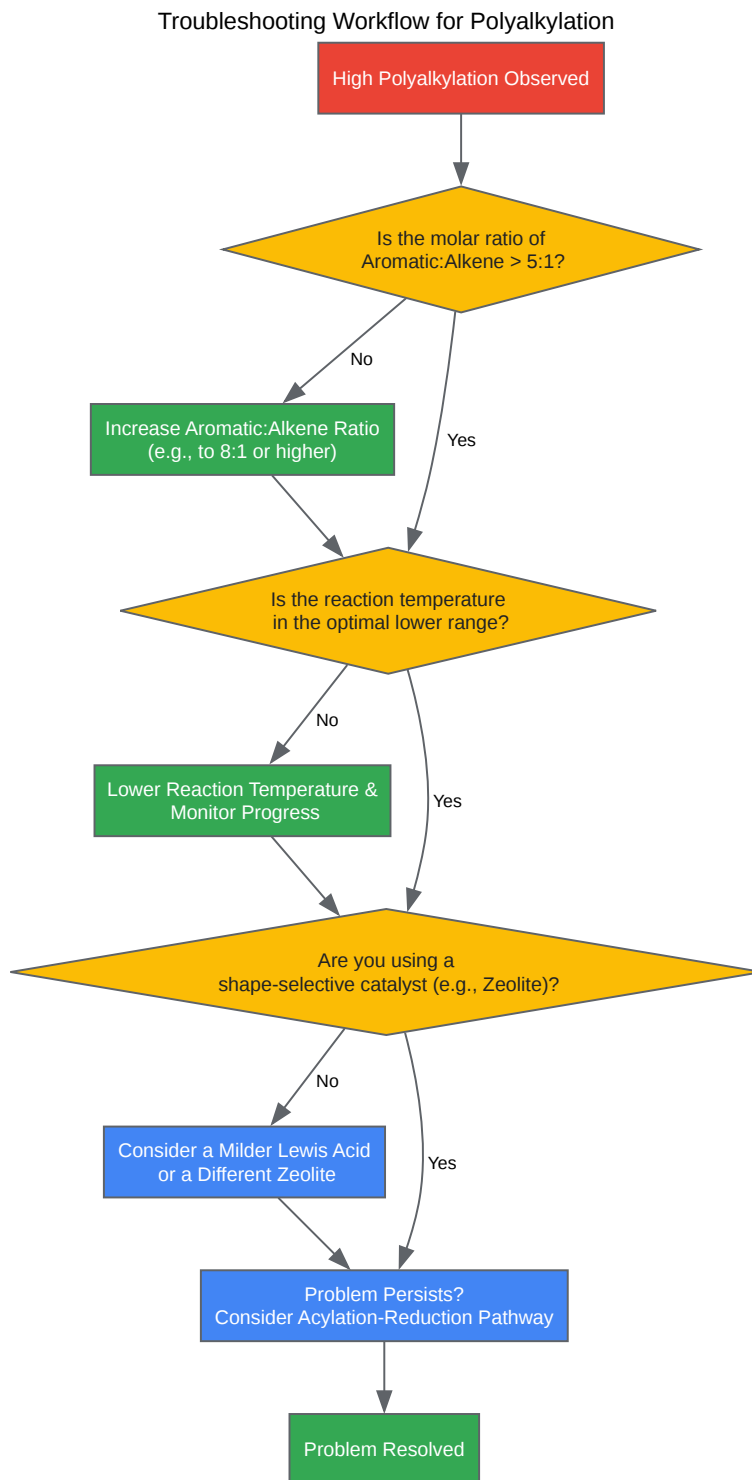 Troubleshooting Workflow for Polyalkylation
High Polyalkylation Observed
Is the molar ratio of
Aromatic:Alkene > 5:1?
No
Yes
Increase Aromatic:Alkene Ratio
(e.g., to 8:1 or higher)
Is the reaction temperature
in the optimal lower range?
No
Yes
Lower Reaction Temperature &
Monitor Progress
Are you using a
shape-selective catalyst (e.g., Zeolite)?
No
Yes
Consider a Milder Lewis Acid
or a Different Zeolite
Problem Persists?
Consider Acylation-Reduction Pathway
Problem Resolved